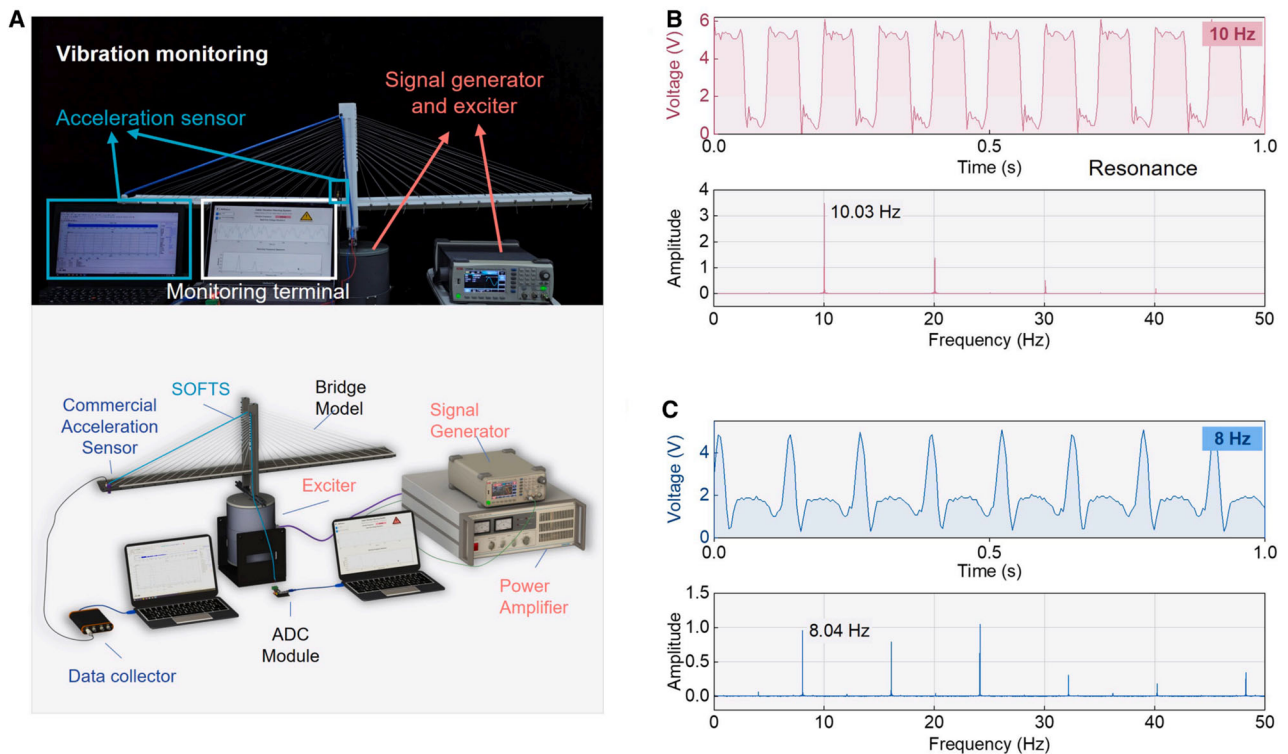 A
Vibration monitoring
Signal generator
and exciter
Acceleration sensor
Monitoring terminal
SOFTS
Bridge
Model
Commercial
Acceleration
Sensor
Signal
Generator
Exciter
Power
Amplifier
ADC
Module
Data collector
B
10 Hz
Voltage (V)
6
4
2
0
0.0
0.5
1.0
Time (s)
Resonance
Amplitude
4
3
2
1
0
10.03 Hz
0
10
20
30
40
50
Frequency (Hz)
C
8 Hz
Voltage (V)
4
2
0
0.0
0.5
1.0
Time (s)
Amplitude
1.5
1.0
0.5
0.0
8.04 Hz
0
10
20
30
40
50
Frequency (Hz)